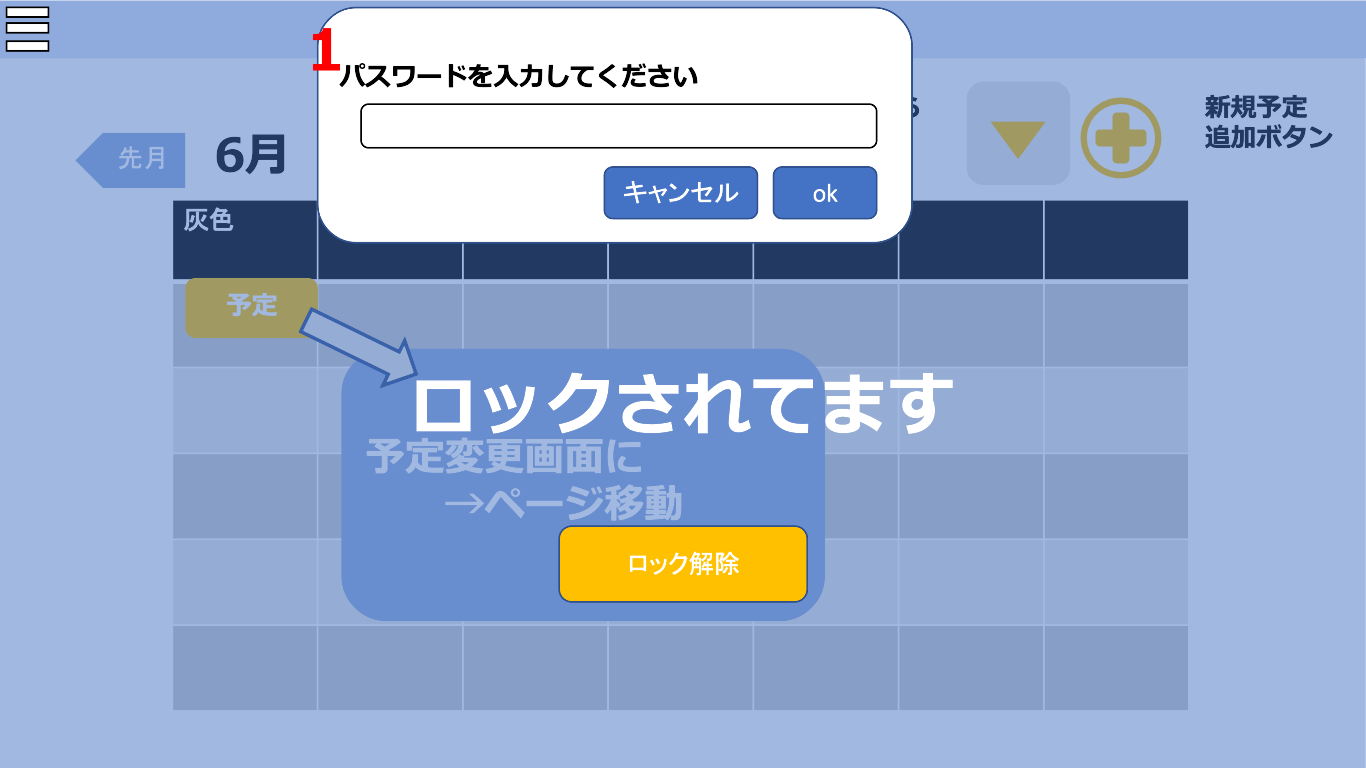 1
パスワードを入力してください
新規予定
追加ボタン
先月
6月
キャンセル
ok
灰色
予定
ロックされてます
予定変更画面に
→ページ移動
ロック解除